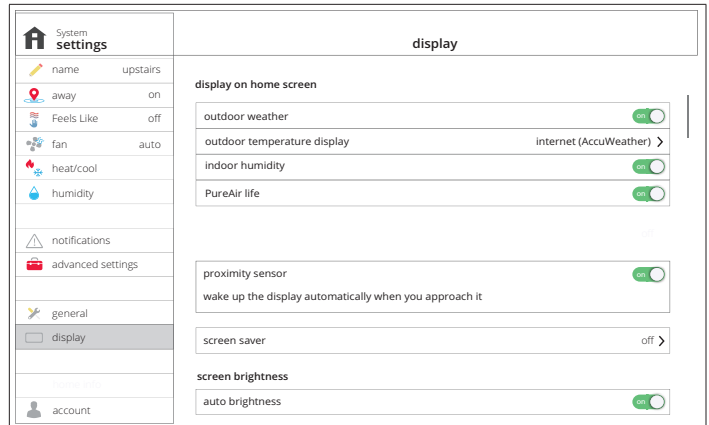 System
settings
display
name upstairs
away on
Feels Like off
fan auto
heat/cool
humidity
notifications
advanced settings
general
display
account
display on home screen
outdoor weather on
outdoor temperature display internet (AccuWeather)
indoor humidity on
PureAir life on
proximity sensor on
wake up the display automatically when you approach it
screen saver off
screen brightness
auto brightness on